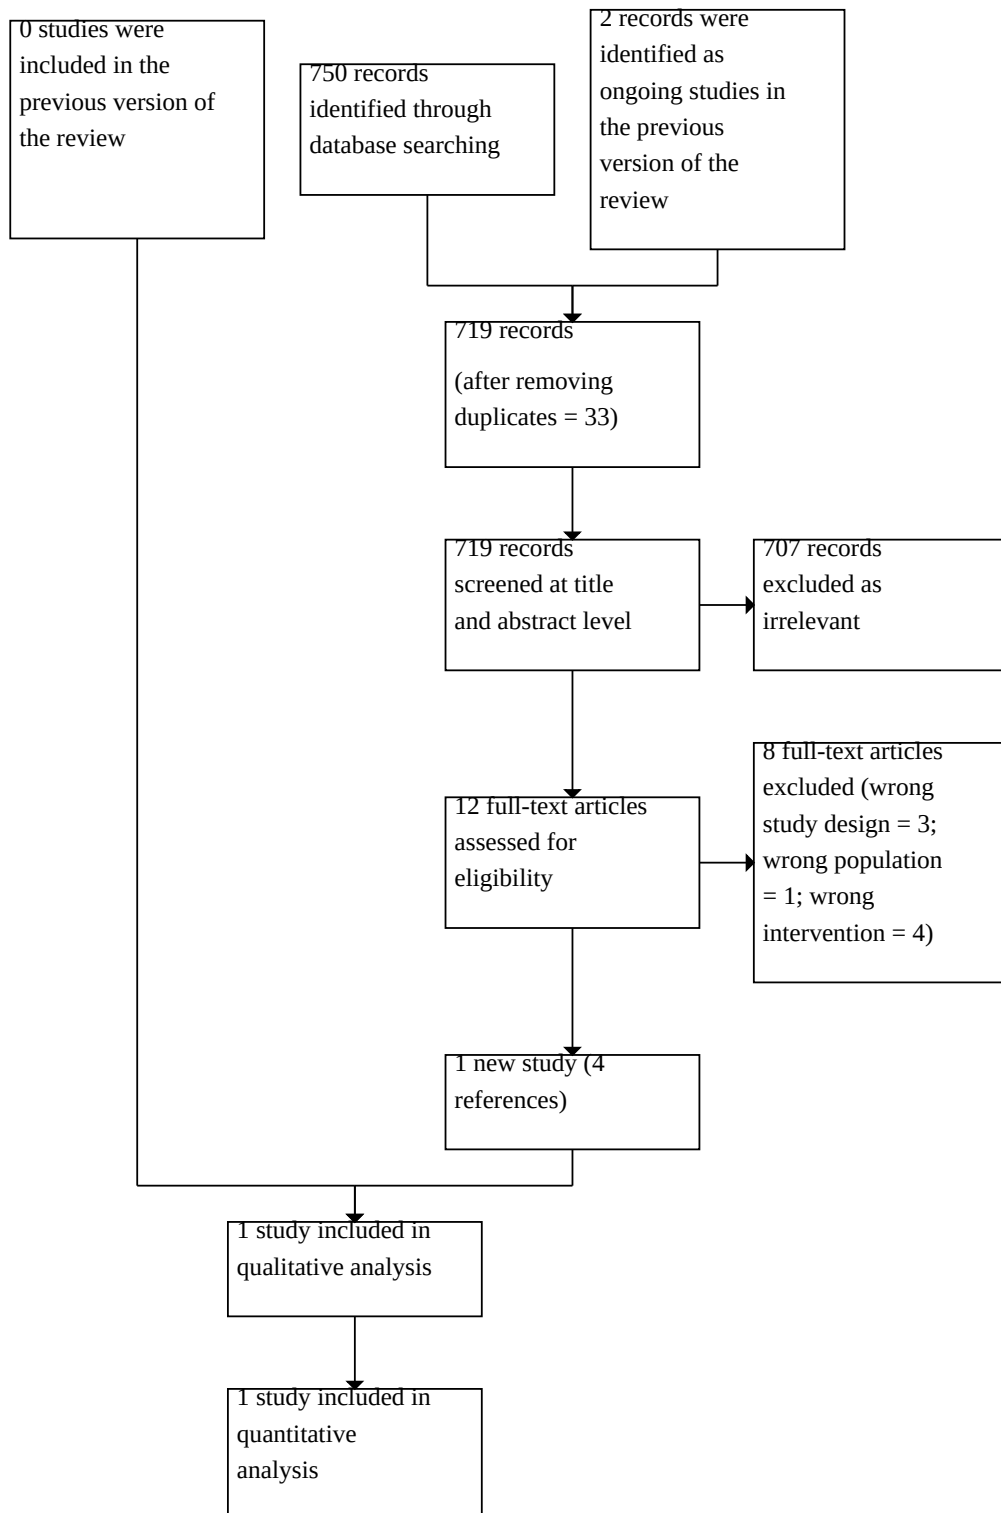 0 studies were
included in the
previous version of
the review
750 records
identified through
database searching
2 records were
identified as
ongoing studies in
the previous
version of the
review
719 records
(after removing
duplicates = 33)
719 records
screened at title
and abstract level
707 records
excluded as
irrelevant
12 full-text articles
assessed for
eligibility
8 full-text articles
excluded (wrong
study design = 3;
wrong population
= 1; wrong
intervention = 4)
1 new study (4
references)
1 study included in
qualitative analysis
1 study included in
quantitative
analysis